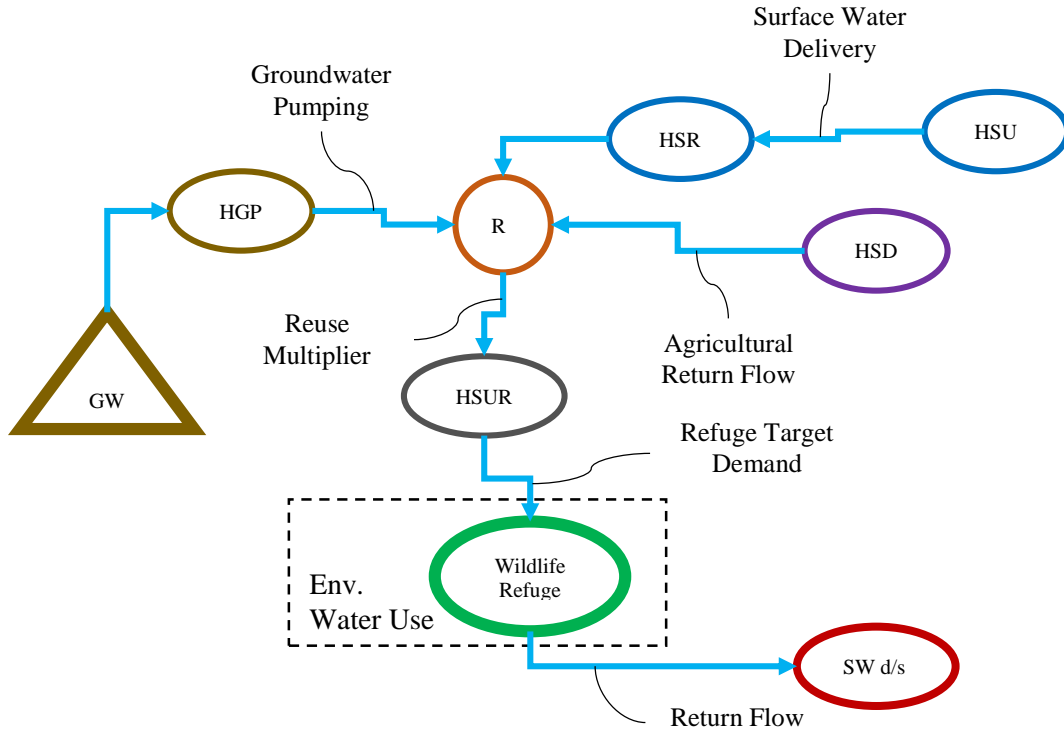 Surface Water
Delivery
Groundwater
Pumping
HSR
HSU
HGP
R
HSD
Reuse
Multiplier
Agricultural
Return Flow
GW
HSUR
Refuge Target
Demand
Wildlife
Refuge
Env.
Water Use
SW d/s
Return Flow